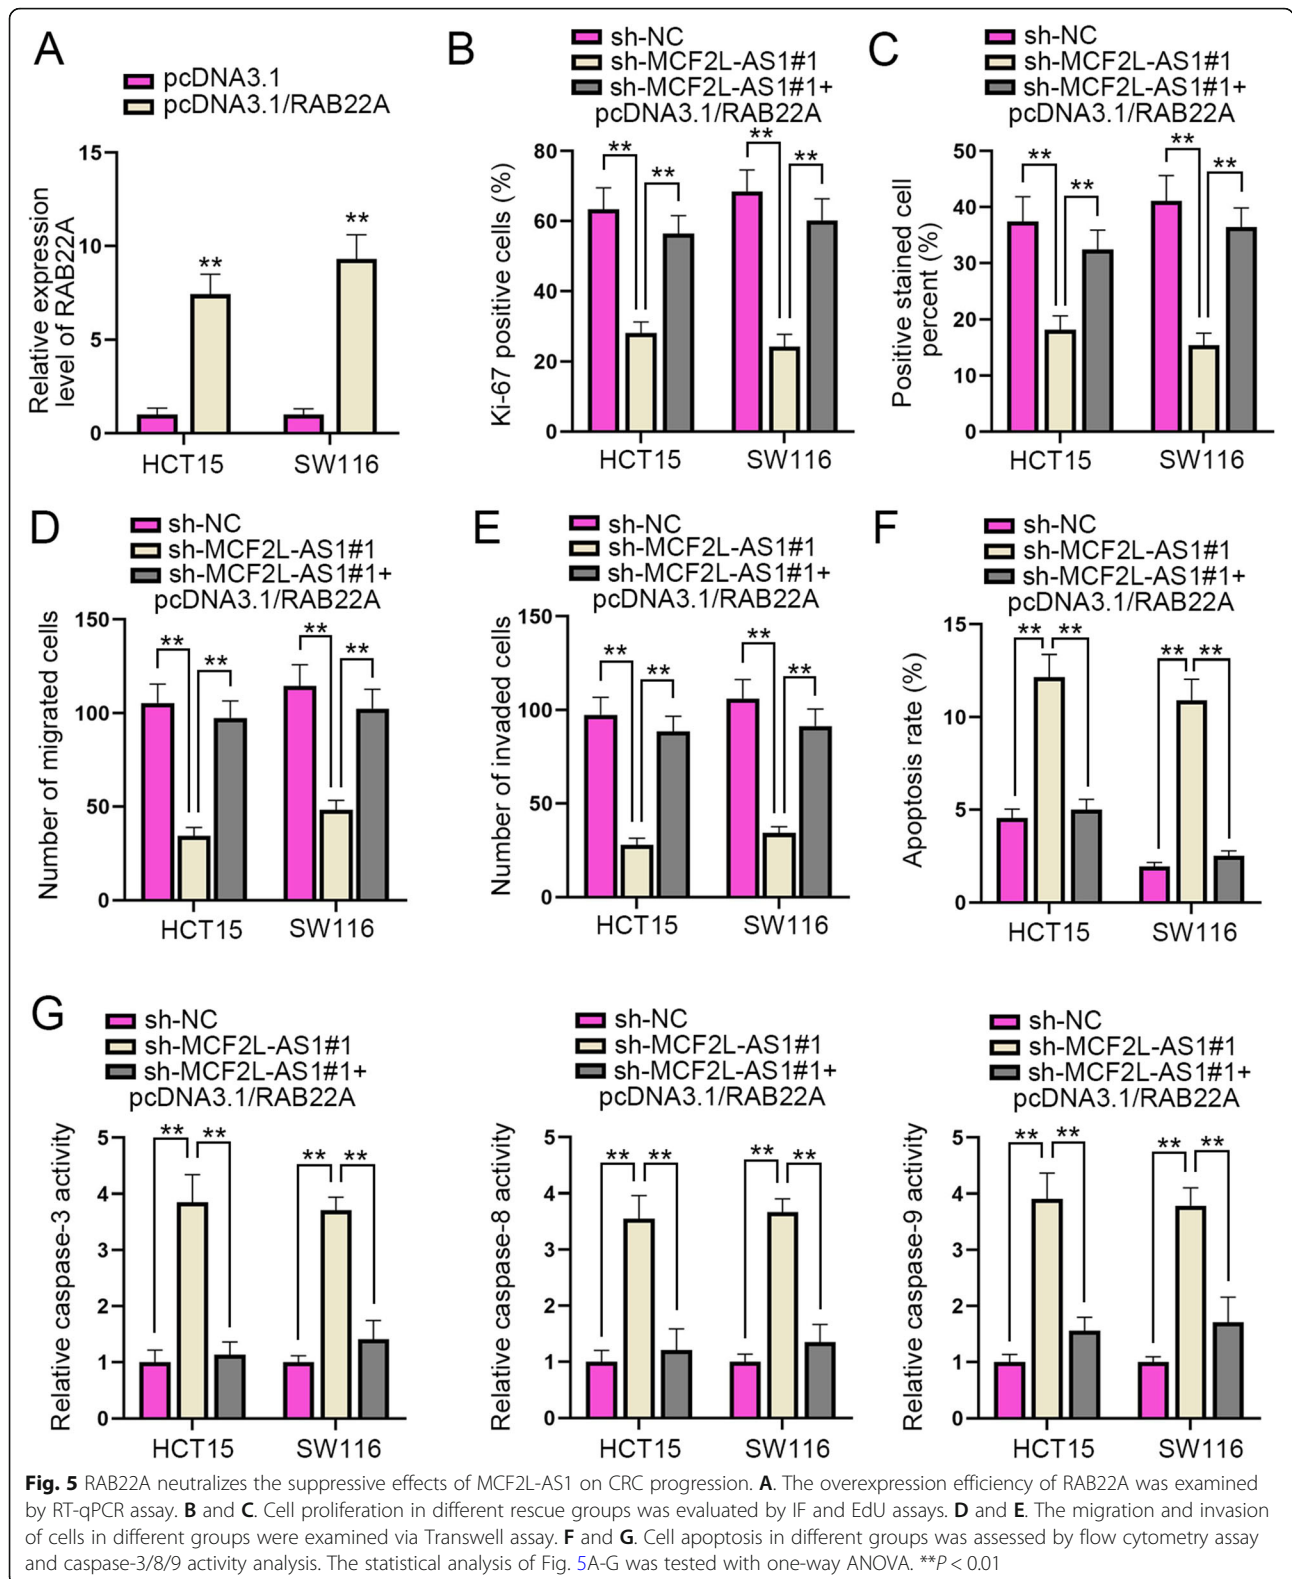 A
pcDNA3.1
pcDNA3.1/RAB22A
Relative expression
level of RAB22A
15
10
5
0
**
**
HCT15
SW116
B
sh-NC
sh-MCF2L-AS1#1
sh-MCF2L-AS1#1+
pcDNA3.1/RAB22A
Ki-67 positive cells (%)
80
60
40
20
0
**
**
**
**
HCT15
SW116
C
sh-NC
sh-MCF2L-AS1#1
sh-MCF2L-AS1#1+
pcDNA3.1/RAB22A
Positive stained cell
percent (%)
50
40
30
20
10
0
**
**
**
**
HCT15
SW116
D
sh-NC
sh-MCF2L-AS1#1
sh-MCF2L-AS1#1+
pcDNA3.1/RAB22A
Number of migrated cells
150
100
50
0
**
**
**
**
HCT15
SW116
E
sh-NC
sh-MCF2L-AS1#1
sh-MCF2L-AS1#1+
pcDNA3.1/RAB22A
Number of invaded cells
150
100
50
0
**
**
**
**
HCT15
SW116
F
sh-NC
sh-MCF2L-AS1#1
sh-MCF2L-AS1#1+
pcDNA3.1/RAB22A
Apoptosis rate (%)
15
10
5
0
**
**
**
**
HCT15
SW116
G
sh-NC
sh-MCF2L-AS1#1
sh-MCF2L-AS1#1+
pcDNA3.1/RAB22A
Relative caspase-3 activity
5
4
3
2
1
0
**
**
**
**
HCT15
SW116
sh-NC
sh-MCF2L-AS1#1
sh-MCF2L-AS1#1+
pcDNA3.1/RAB22A
Relative caspase-8 activity
5
4
3
2
1
0
**
**
**
**
HCT15
SW116
sh-NC
sh-MCF2L-AS1#1
sh-MCF2L-AS1#1+
pcDNA3.1/RAB22A
Relative caspase-9 activity
5
4
3
2
1
0
**
**
**
**
HCT15
SW116
Fig. 5 RAB22A neutralizes the suppressive effects of MCF2L-AS1 on CRC progression. A. The overexpression efficiency of RAB22A was examined
by RT-qPCR assay. B and C. Cell proliferation in different rescue groups was evaluated by IF and EdU assays. D and E. The migration and invasion
of cells in different groups were examined via Transwell assay. F and G. Cell apoptosis in different groups was assessed by flow cytometry assay
and caspase-3/8/9 activity analysis. The statistical analysis of Fig. 5A-G was tested with one-way ANOVA. **P < 0.01